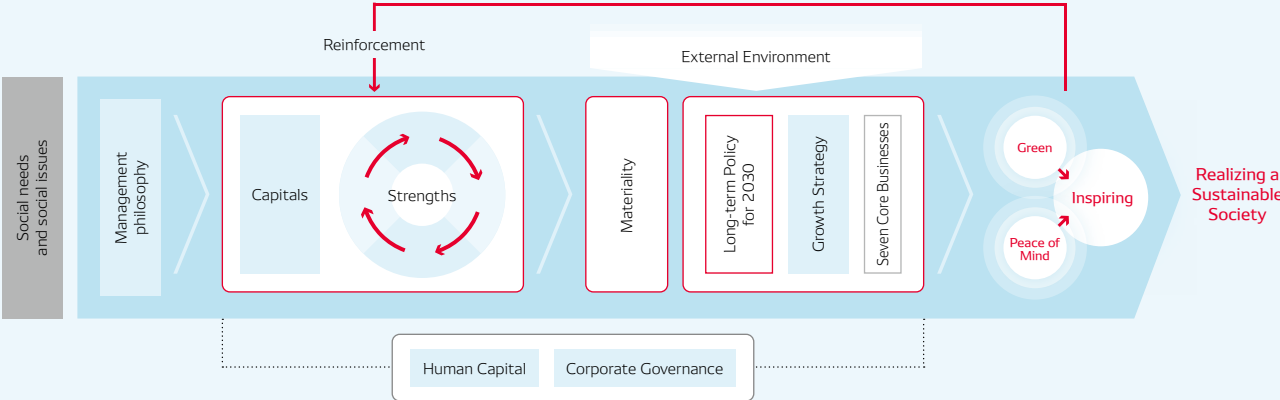 Reinforcement
External Environment
Social needs
and social issues
Management
philosophy
Capitals
Strengths
Materiality
Long-term Policy
for 2030
Growth Strategy
Seven Core Businesses
Green
Peace of
Mind
Inspiring
Realizing a
Sustainable
Society
Human Capital
Corporate Governance